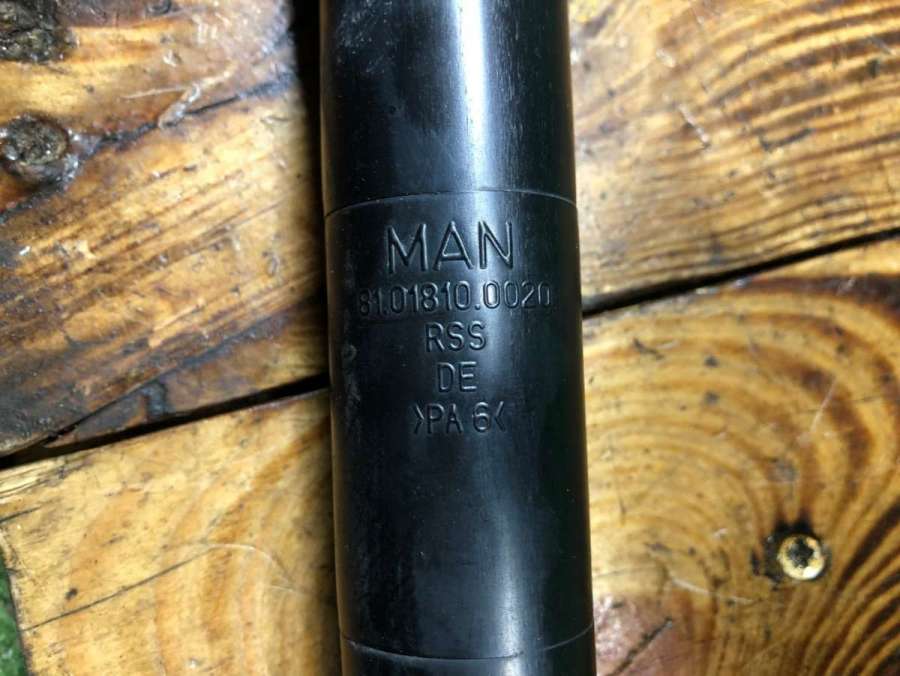 MAN
81.01810.0020
RSS
DE
>PA 6<